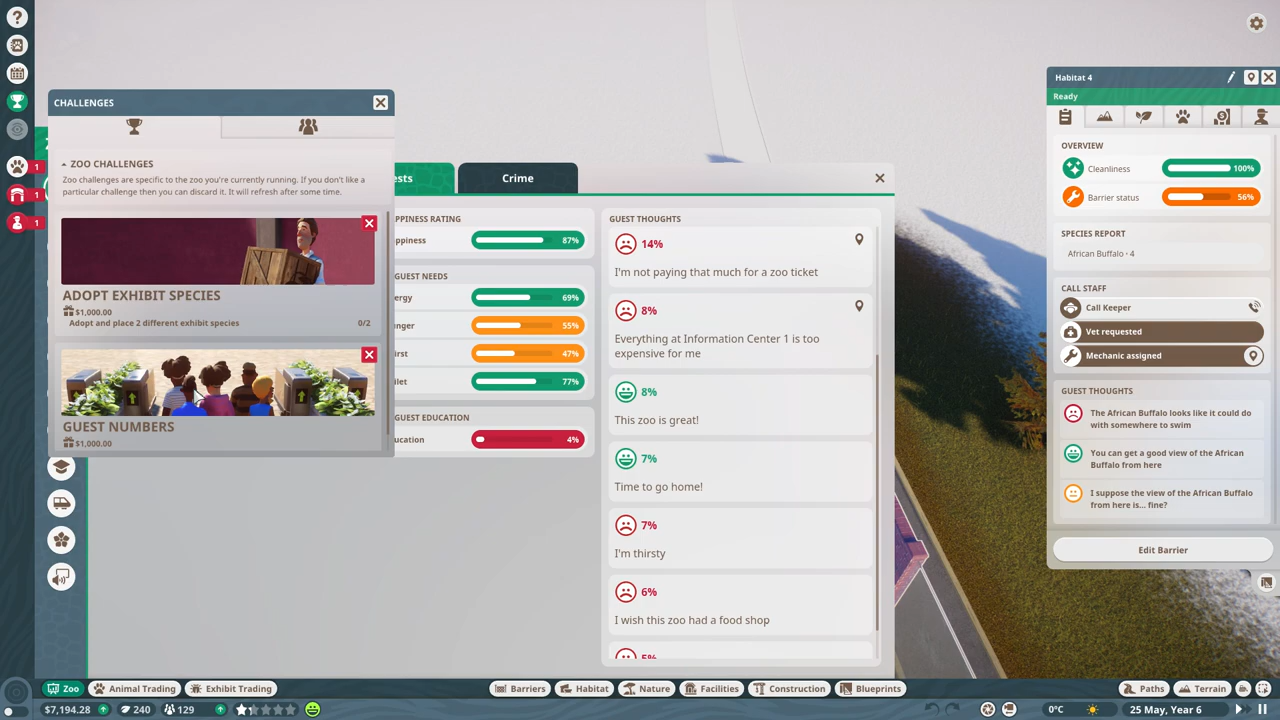 CHALLENGES
ZOO CHALLENGES
Zoo challenges are specific to the zoo you're currently running. If you don't like a
particular challenge then you can discard it. It will refresh after some time.
ADOPT EXHIBIT SPECIES
$1,000.00
Adopt and place 2 different exhibit species 0/2
GUEST NUMBERS
$1,000.00
1
1
1
ests
Crime
PPINESS RATING
ppiness 87%
GUEST NEEDS
ergy 69%
nger 55%
irst 47%
ilet 77%
GUEST EDUCATION
ucation 4%
GUEST THOUGHTS
14%
I'm not paying that much for a zoo ticket
8%
Everything at Information Center 1 is too
expensive for me
8%
This zoo is great!
7%
Time to go home!
7%
I'm thirsty
6%
I wish this zoo had a food shop
5%
Habitat 4
Ready
OVERVIEW
Cleanliness 100%
Barrier status 56%
SPECIES REPORT
African Buffalo · 4
CALL STAFF
Call Keeper
Vet requested
Mechanic assigned
GUEST THOUGHTS
The African Buffalo looks like it could do
with somewhere to swim
You can get a good view of the African
Buffalo from here
I suppose the view of the African Buffalo
from here is... fine?
Edit Barrier
Zoo
Animal Trading
Exhibit Trading
Barriers
Habitat
Nature
Facilities
Construction
Blueprints
Paths
Terrain
$7,194.28
240
129
0°C
25 May, Year 6